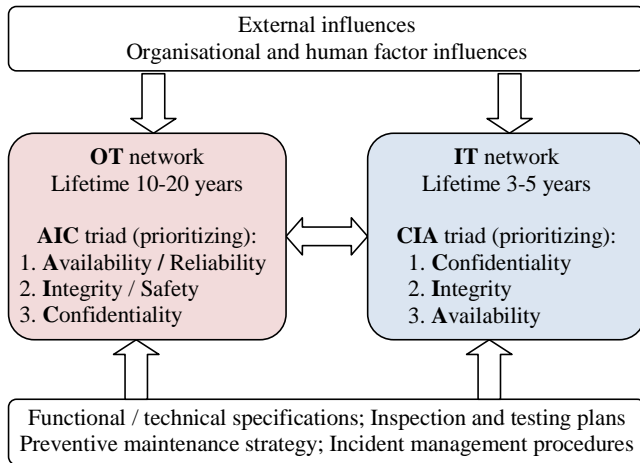 External influences
Organisational and human factor influences
OT network
Lifetime 10-20 years
AIC triad (prioritizing):
1. Availability / Reliability
2. Integrity / Safety
3. Confidentiality
IT network
Lifetime 3-5 years
CIA triad (prioritizing):
1. Confidentiality
2. Integrity
3. Availability
Functional / technical specifications; Inspection and testing plans
Preventive maintenance strategy; Incident management procedures